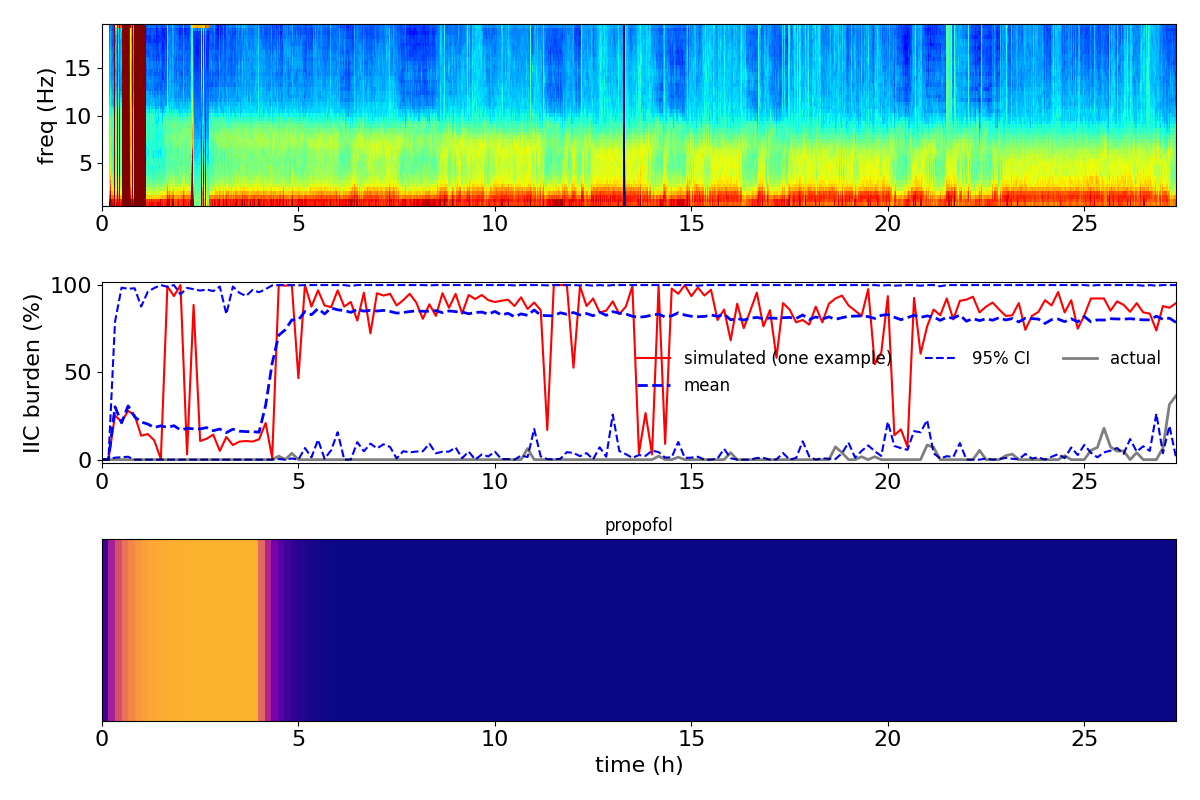 freq (Hz)
15
10
5
0 5 10 15 20 25
IIC burden (%)
100
50
0
simulated (one example) 95% CI actual
mean
0 5 10 15 20 25
propofol
0 5 10 15 20 25
time (h)